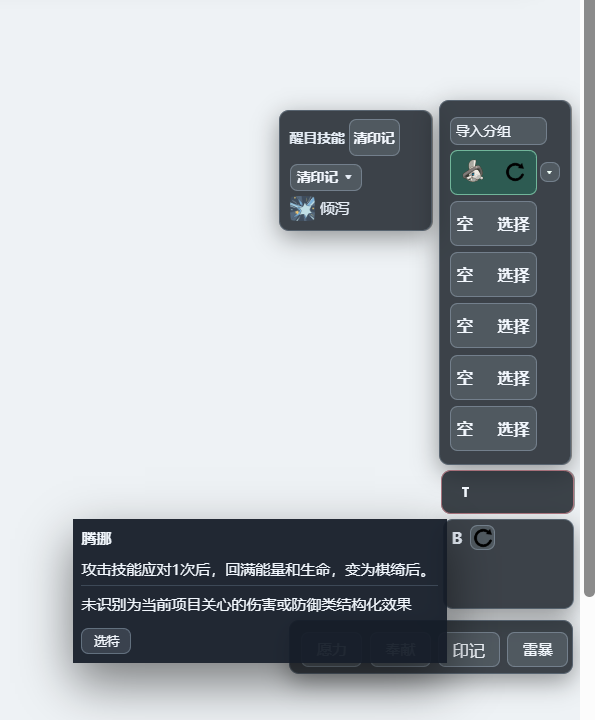 导入分组
醒目技能 清印记
清印记
倾泻
空 选择
空 选择
空 选择
空 选择
空 选择
T
B
腾挪
攻击技能应对1次后，回满能量和生命，变为棋绮后。
未识别为当前项目关心的伤害或防御类结构化效果
选特
愿力 奉献 印记 雷暴